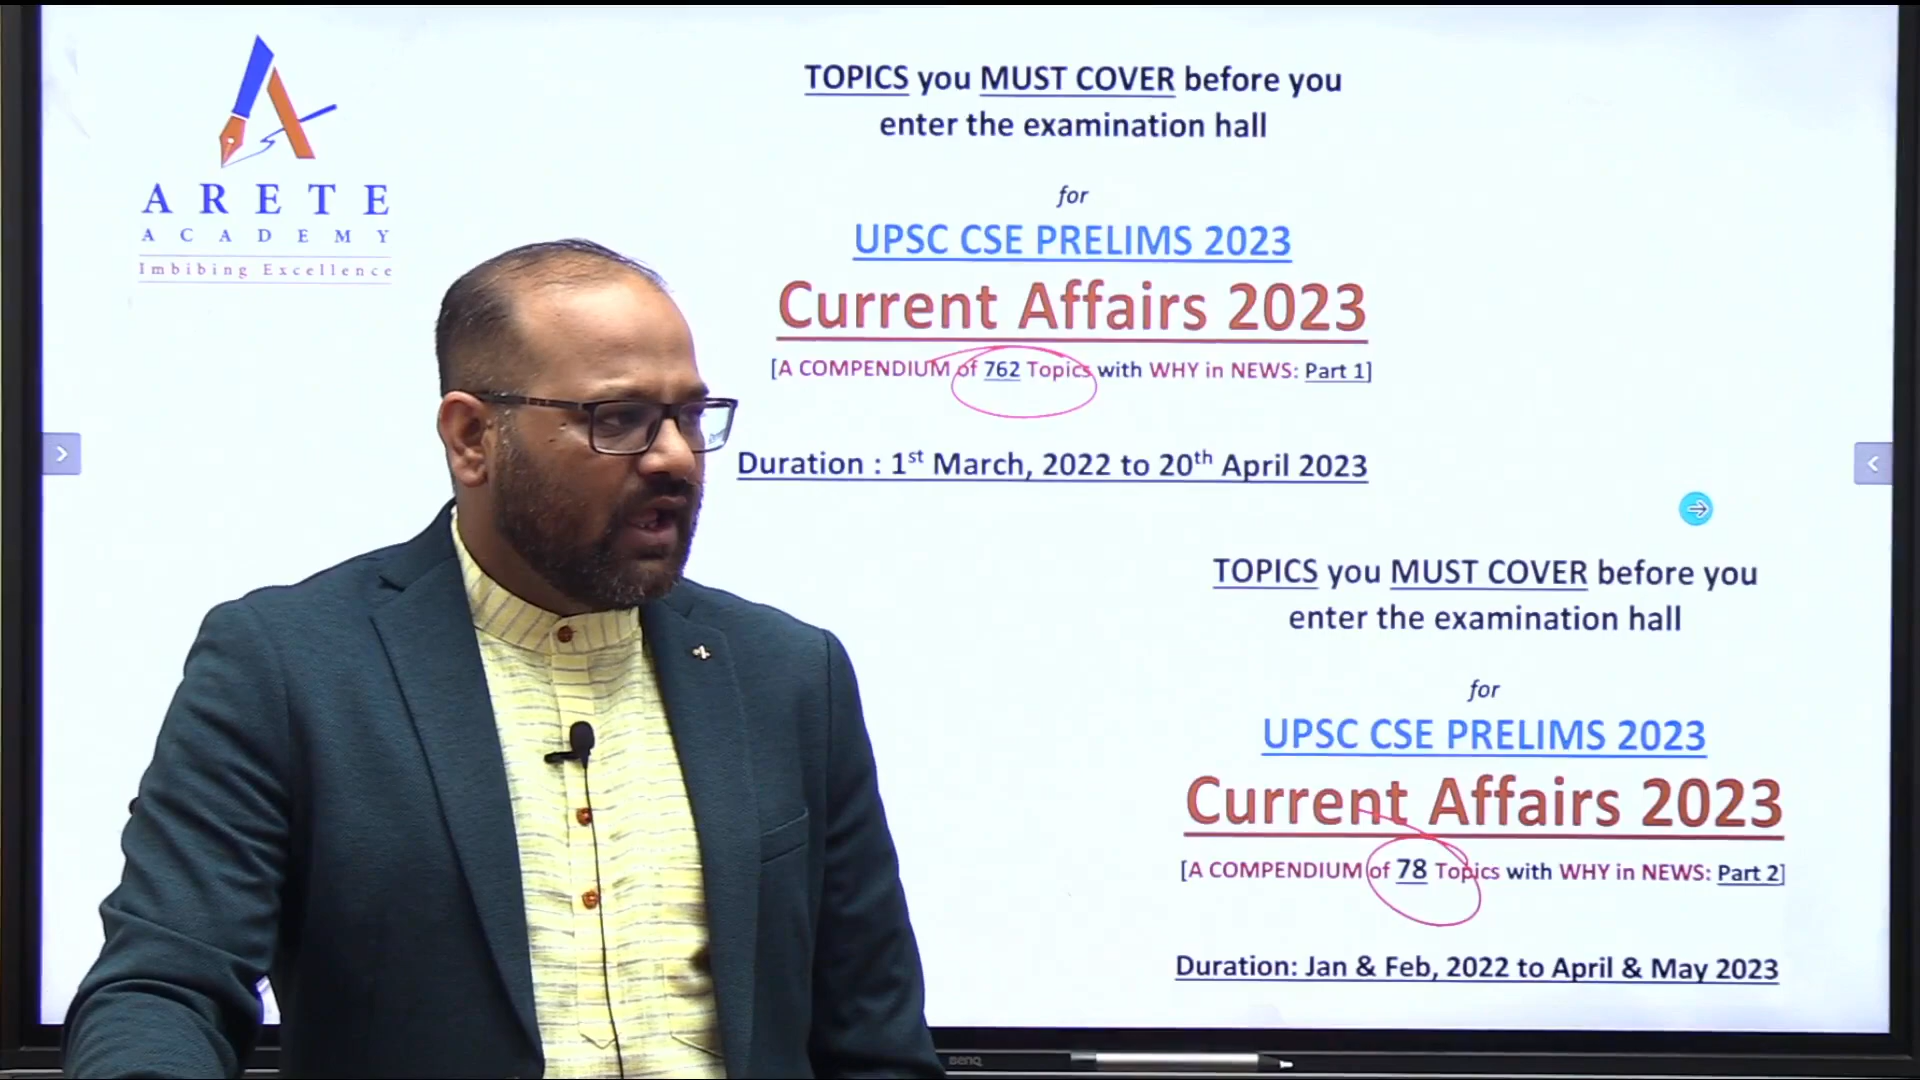 ARETE
ACADEMY
Imbibing Excellence
TOPICS you MUST COVER before you
enter the examination hall
for
UPSC CSE PRELIMS 2023
Current Affairs 2023
[A COMPENDIUM of 762 Topics with WHY in NEWS: Part 1]
Duration : 1st March, 2022 to 20th April 2023
TOPICS you MUST COVER before you
enter the examination hall
for
UPSC CSE PRELIMS 2023
Current Affairs 2023
[A COMPENDIUM of 78 Topics with WHY in NEWS: Part 2]
Duration: Jan & Feb, 2022 to April & May 2023
BenQ